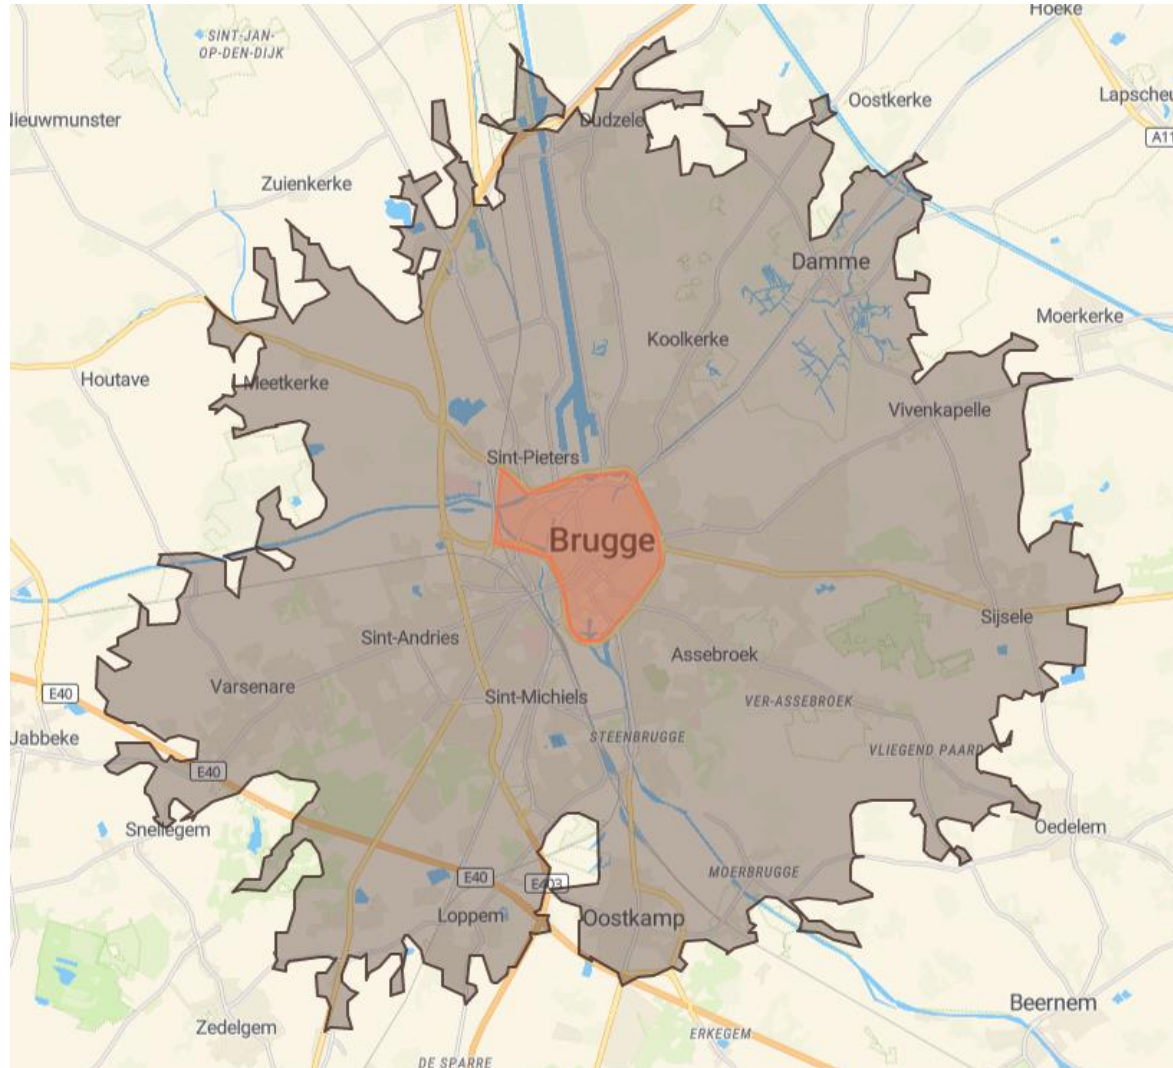 Hoeke
SINT-JAN-
OP-DEN-DIJK
Oostkerke
Lapscheu
Nieuwmunster
Dudzele
A11
Zuienkerke
Damme
Moerkerke
Koolkerke
Houtave
Meetkerke
Vivenkapelle
Sint-Pieters
Brugge
Sijsele
Sint-Andries
Assebroek
Varsenare
E40
Sint-Michiels
VER-ASSEBROEK
Jabbeke
STEENBRUGGE
VLIEGEND PAARD
E40
Snellegem
Oedelem
MOERBRUGGE
E40
E403
Loppem
Oostkamp
Beernem
Zedelgem
ERKEGEM
DE SPARRE